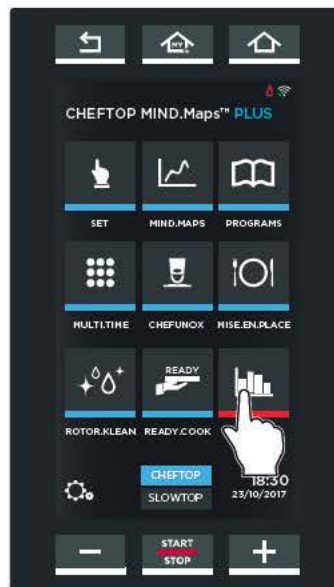 MY
CHEFTOP MIND.Maps™ PLUS
SET MIND.MAPS PROGRAMS
MULTI.TIME CHEFUNOX MISE.EN.PLACE
READY
ROTOR.KLEAN READY.COOK
CHEFTOP 18:30
SLOWTOP 23/10/2017
START
STOP